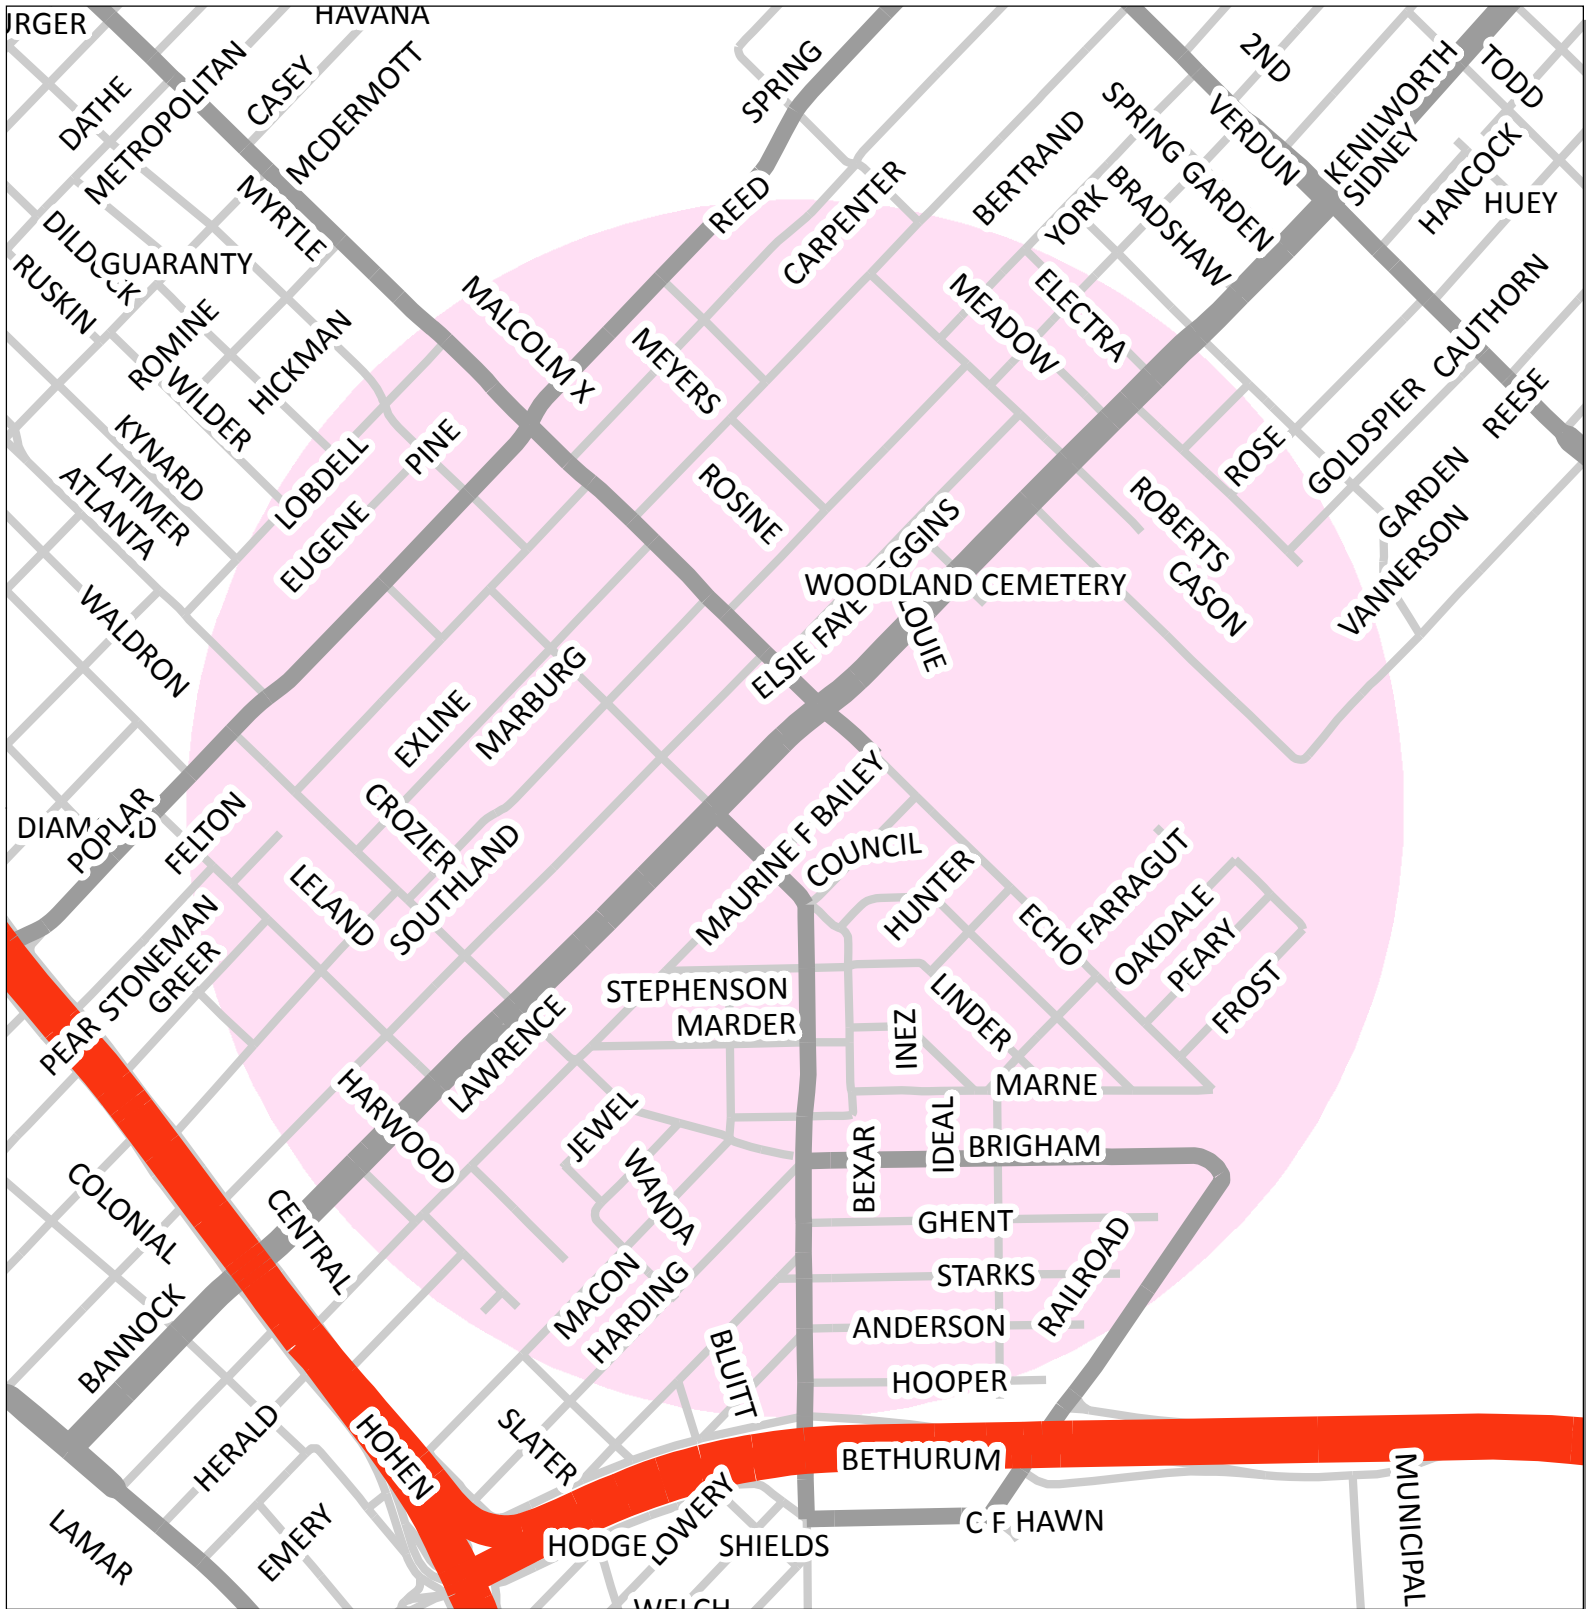 HAVANA
URGER
2ND
TODD
KENILWORTH
METROPOLITAN
CASEY
MCDERMOTT
SPRING
DATHE
VERDUN
SPRING GARDEN
SIDNEY
HANCOCK
BERTRAND
HUEY
MYRTLE
REED
CARPENTER
YORK
BRADSHAW
GUARANTY
RUSKIN
ELECTRA
MEADOW
MALCOLM X
CAUTHORN
ROMINE
HICKMAN
MEYERS
WILDER
REESE
GOLDSPIER
PINE
ROSE
KYNARD
LOBDELL
LATIMER
ATLANTA
ROSINE
GARDEN
ROBERTS
EUGENE
VANNERSON
WOODLAND CEMETERY
CASON
ELSIE FAYE
LOUIE
WALDRON
EXLINE
MARBURG
MAURINE F BAILEY
CROZIER
POPLAR
FELTON
COUNCIL
SOUTHLAND
HUNTER
FARRAGUT
LELAND
ECHO
OAKDALE
PEARY
STONEMAN
GREER
FROST
STEPHENSON
LINDER
MARDER
INEZ
PEAR
LAWRENCE
MARNE
HARWOOD
JEWEL
IDEAL
BRIGHAM
BEXAR
WANDA
COLONIAL
CENTRAL
GHENT
RAILROAD
STARKS
MACON
HARDING
BANNOCK
ANDERSON
BLUITT
HOOPER
HERALD
HOHEN
SLATER
BETHURUM
MUNICIPAL
LAMAR
EMERY
LOWERY
C F HAWN
HODGE
SHIELDS
WELCH